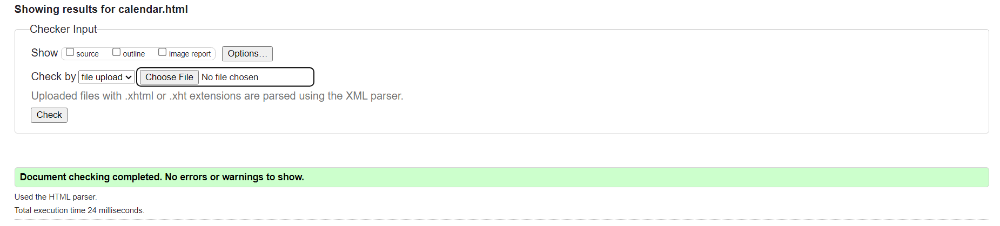 Showing results for calendar.html
Checker Input
Show source outline image report Options...
Check by file upload Choose File No file chosen
Uploaded files with .xhtml or .xht extensions are parsed using the XML parser.
Check
Document checking completed. No errors or warnings to show.
Used the HTML parser.
Total execution time 24 milliseconds.